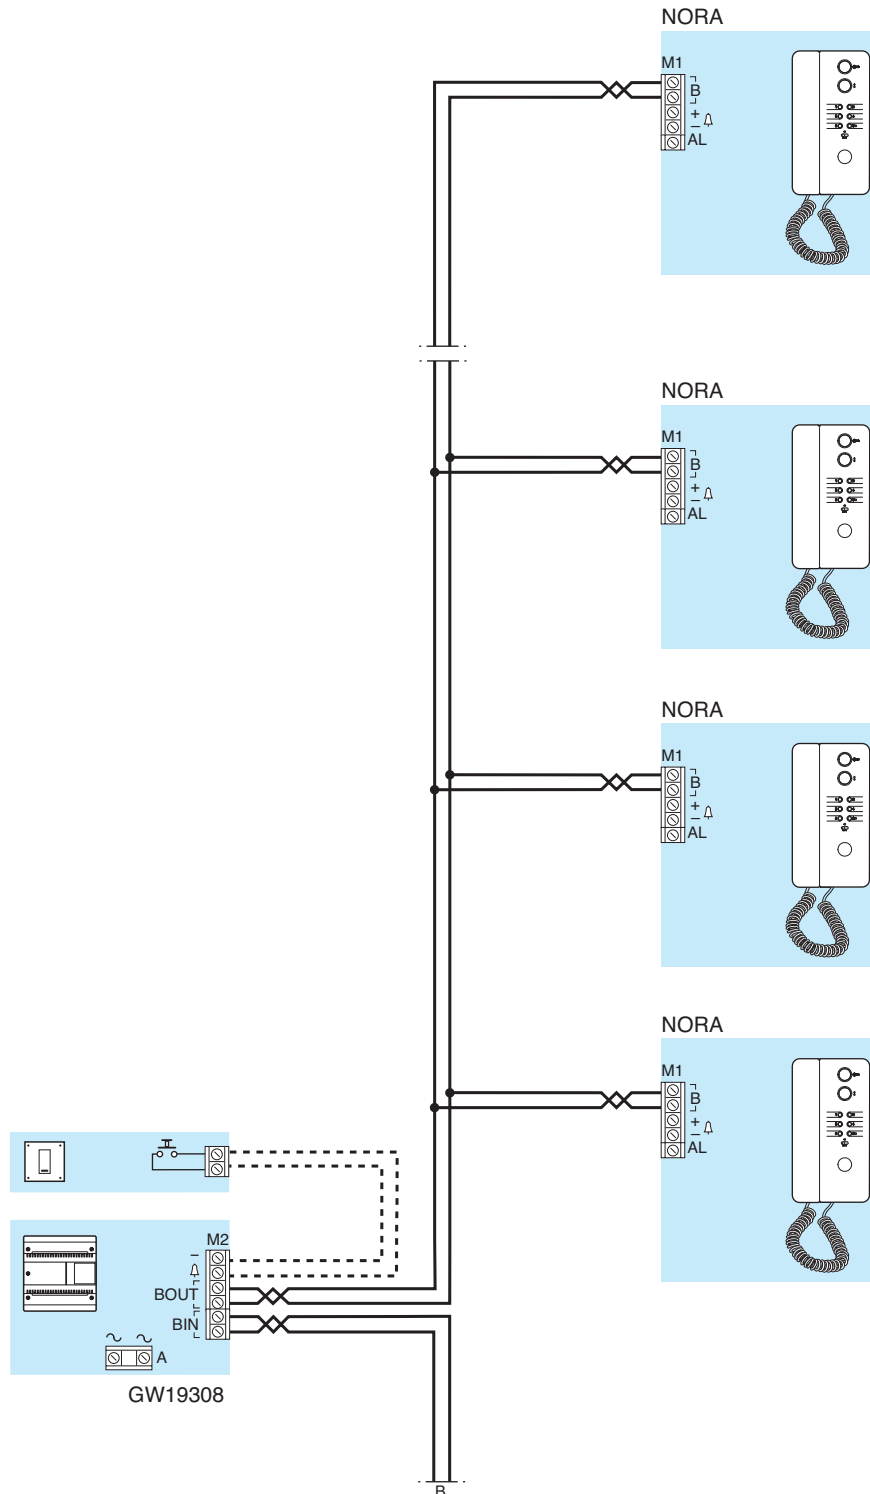 NORA
M1
B
+
–
AL
NORA
M1
B
+
–
AL
NORA
M1
B
+
–
AL
NORA
M1
B
+
–
AL
M2
–
BOUT
BIN
A
GW19308
B